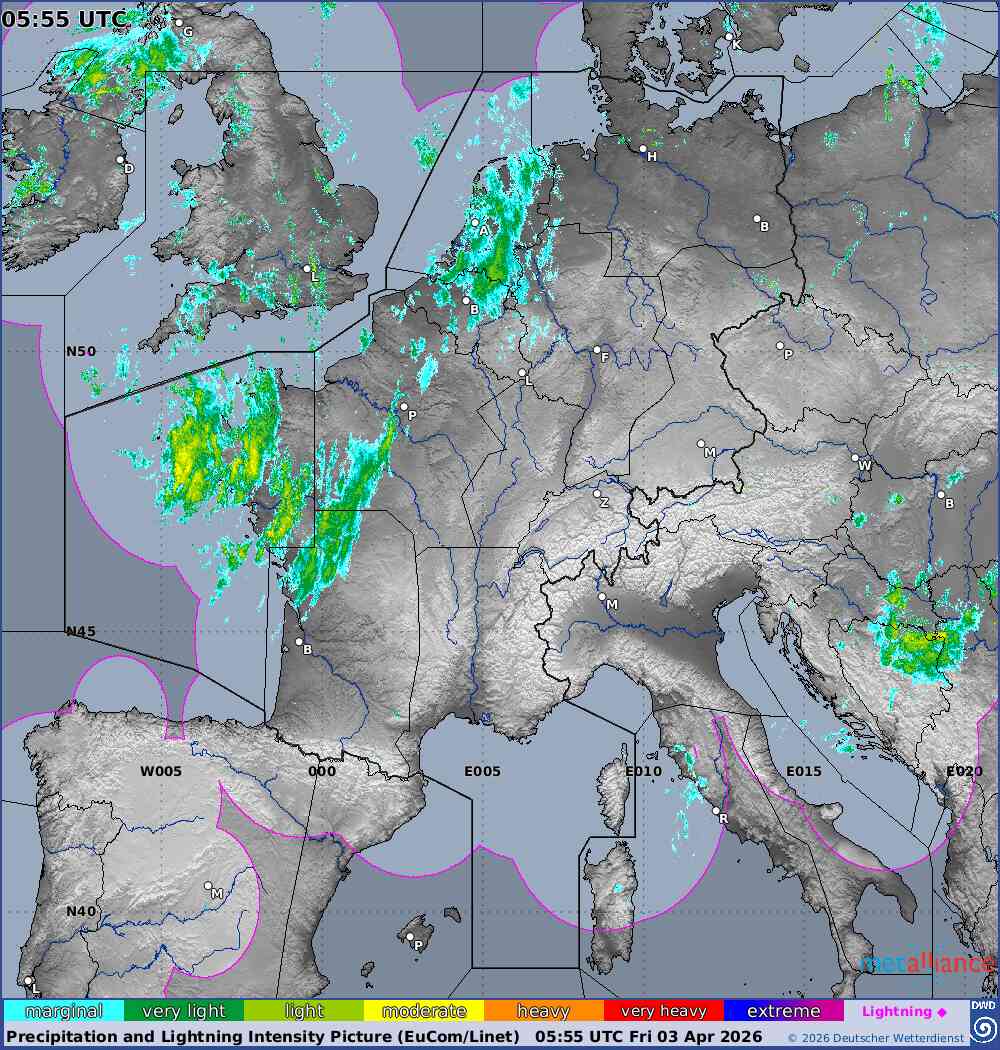 05:55 UTC
G
K
D
H
A
B
L
B
N50
F
P
L
P
M
W
Z
B
M
N45
B
W005
000
E005
E010
E015
E020
R
M
N40
P
L
metalliance
marginal very light light moderate heavy very heavy extreme Lightning ◆ DWD
Precipitation and Lightning Intensity Picture (EuCom/Linet) 05:55 UTC Fri 03 Apr 2026 © 2026 Deutscher Wetterdienst